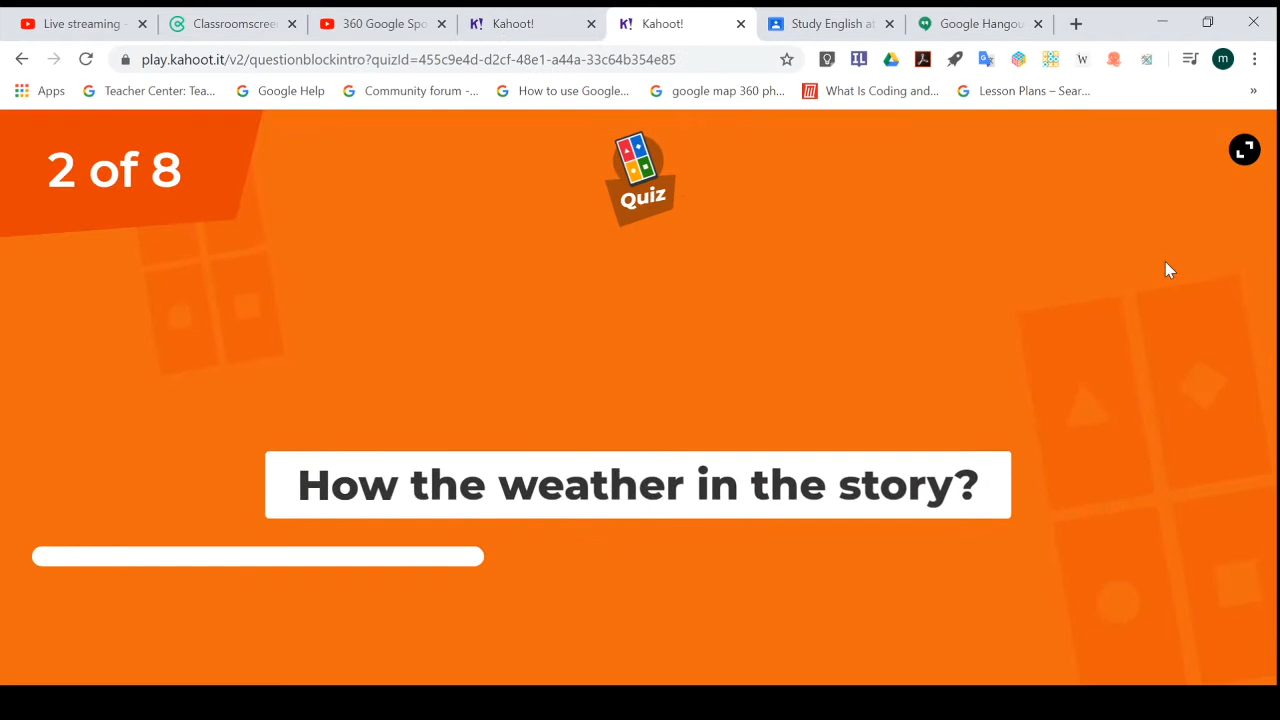 Live streaming -
Classroomscreen
360 Google Spo
Kahoot!
Kahoot!
Study English at
Google Hangou
play.kahoot.it/v2/questionblockintro?quizId=455c9e4d-d2cf-48e1-a44a-33c64b354e85
Apps
Teacher Center: Tea...
Google Help
Community forum -...
How to use Google...
google map 360 ph...
What Is Coding and...
Lesson Plans – Sear...
2 of 8
Quiz
How the weather in the story?